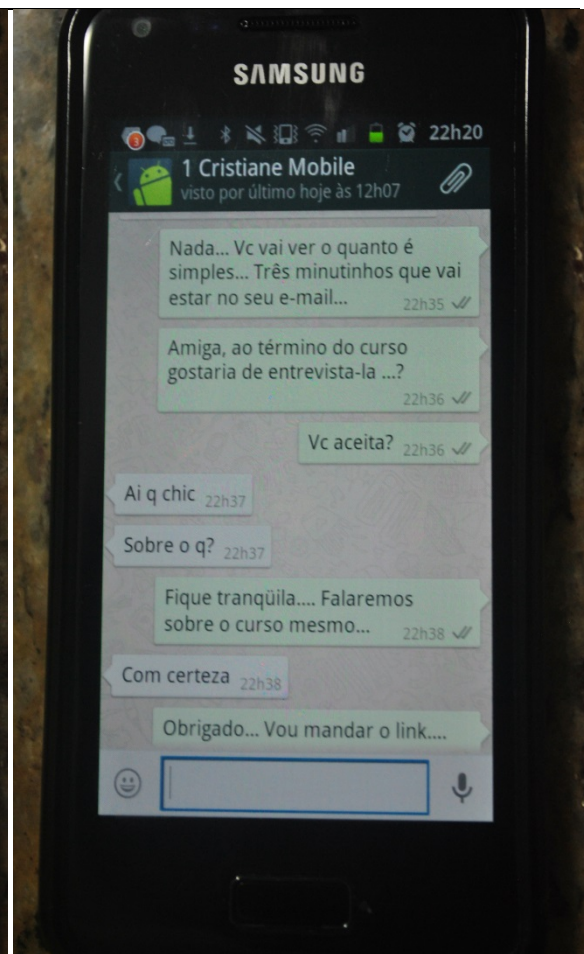 SAMSUNG
3
22h20
1 Cristiane Mobile
visto por último hoje às 12h07
Nada... Vc vai ver o quanto é
simples... Três minutinhos que vai
estar no seu e-mail...
22h35
Amiga, ao término do curso
gostaria de entrevista-la ...?
22h36
Vc aceita? 22h36
Ai q chic 22h37
Sobre o q? 22h37
Fique tranqüila.... Falaremos
sobre o curso mesmo...
22h38
Com certeza 22h38
Obrigado... Vou mandar o link....